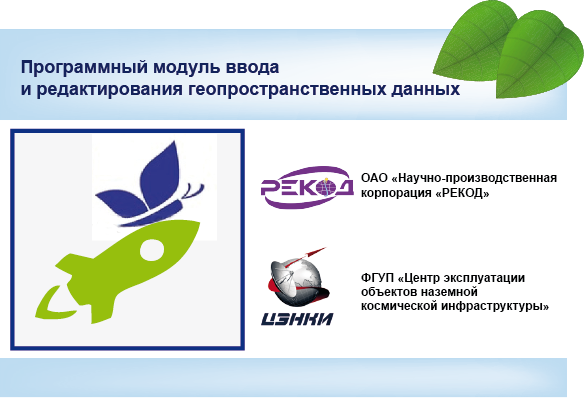 Программный модуль ввода
и редактирования геопространственных данных
РЕКОД
ОАО «Научно-производственная
корпорация «РЕКОД»
ЦЭНКИ
ФГУП «Центр эксплуатации
объектов наземной
космической инфраструктуры»